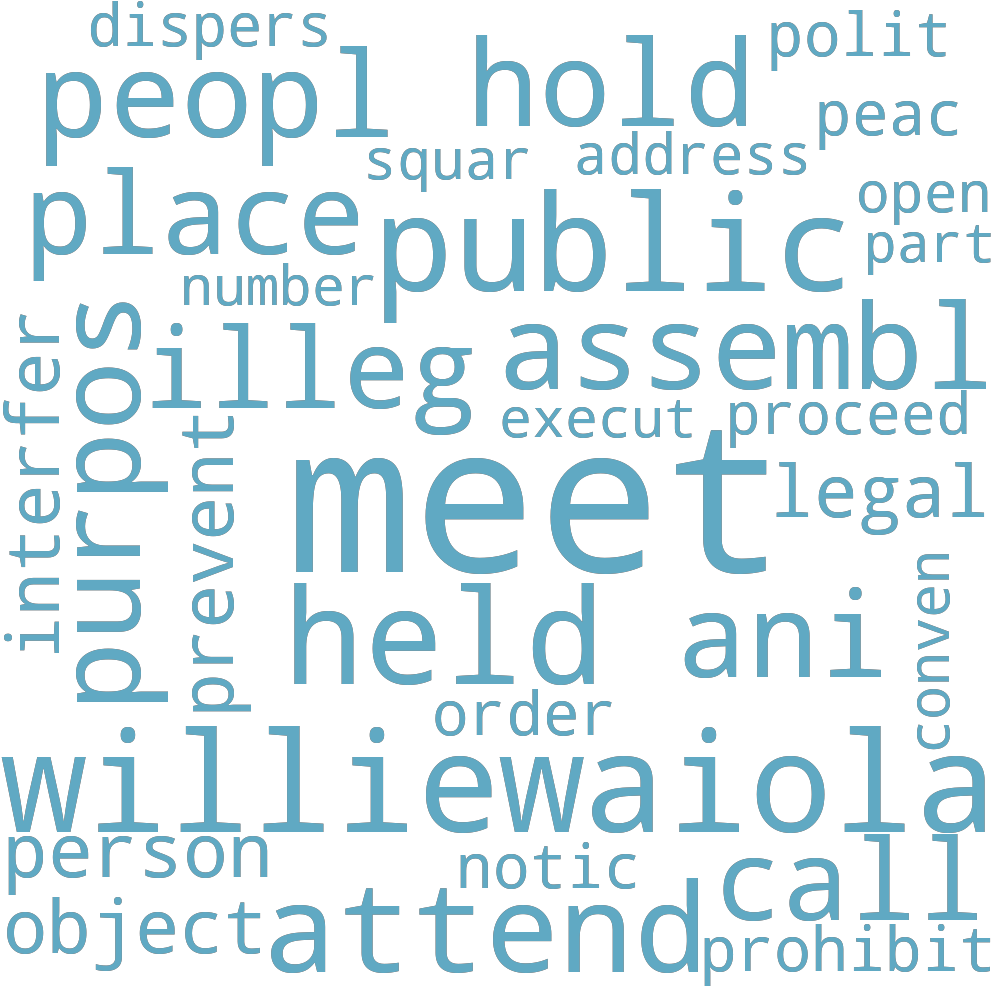 dispers
polit
peopl
hold
peac
squar
address
place
public
open
part
number
interfer
purpos
illeg
assembl
execut
proceed
prevent
meet
legal
held
ani
conven
order
williewaiola
person
notic
call
object
attend
prohibit